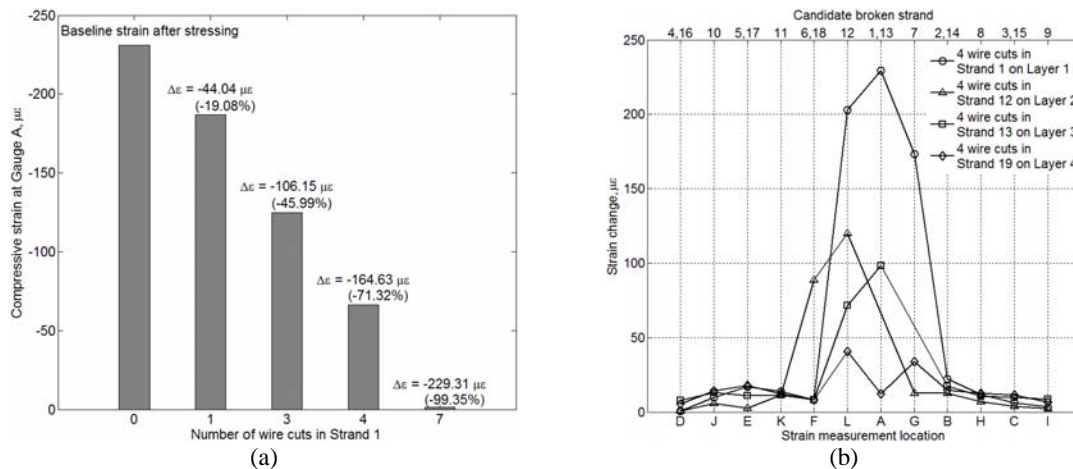 -250
Baseline strain after stressing
-200
-150
-100
-50
0
Δε = -44.04 με
(-19.08%)
Δε = -106.15 με
(-45.99%)
Δε = -164.63 με
(-71.32%)
Δε = -229.31 με
(-99.35%)
Compressive strain at Gauge A, με
0 1 3 4 7
Number of wire cuts in Strand 1
(a)
Candidate broken strand
4,16 10 5,17 11 6,18 12 1,13 7 2,14 8 3,15 9
250
200
150
100
50
0
4 wire cuts in
Strand 1 on Layer 1
4 wire cuts in
Strand 12 on Layer 2
4 wire cuts in
Strand 13 on Layer 3
4 wire cuts in
Strand 19 on Layer 4
Strain change, με
D J E K F L A G B H C I
Strain measurement location
(b)